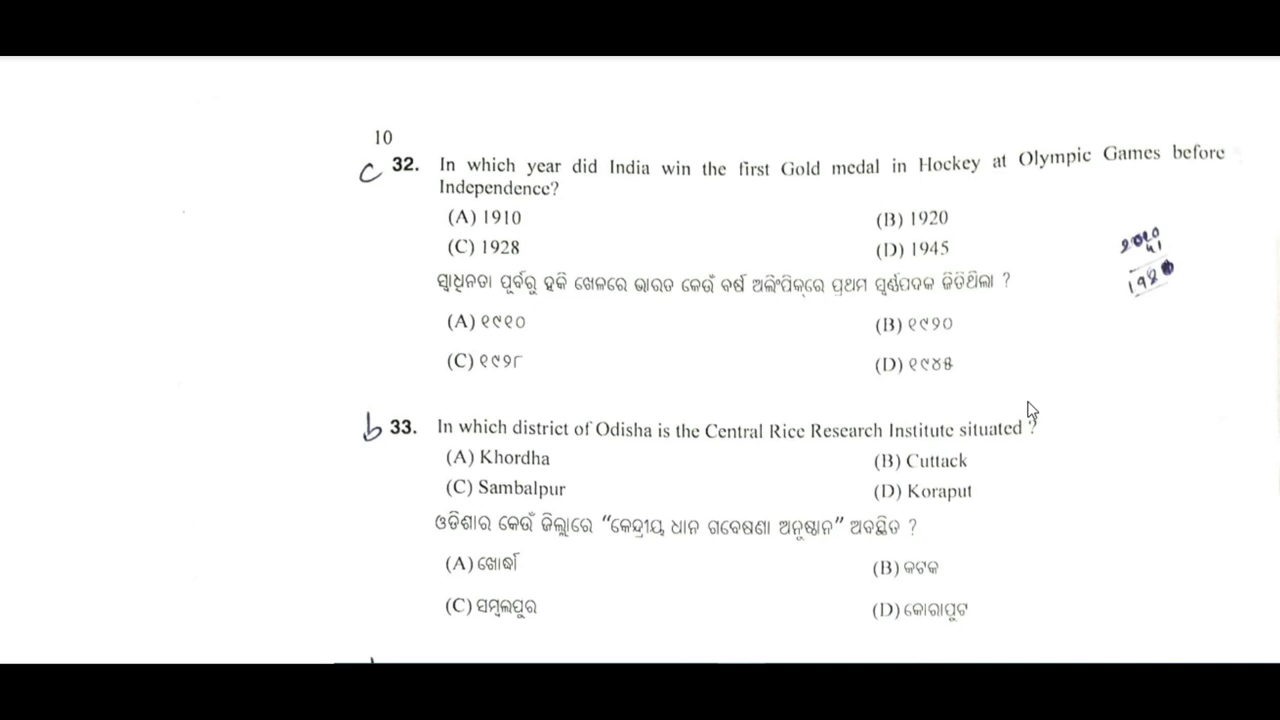 10
C 32. In which year did India win the first Gold medal in Hockey at Olympic Games before
Independence?
(A) 1910 (B) 1920
(C) 1928 (D) 1945
2020
41
198
ସ୍ୱାଧିନତା ପୂର୍ବରୁ ହକି ଖେଳରେ ଭାରତ କେଉଁ ବର୍ଷ ଅଲିଂପିକ୍‌ରେ ପ୍ରଥମ ସ୍ୱର୍ଣ୍ଣପଦକ ଜିତିଥିଲା ?
(A) ୧୯୧୦ (B) ୧୯୨୦
(C) ୧୯୨୮ (D) ୧୯୪୫
b 33. In which district of Odisha is the Central Rice Research Institute situated ?
(A) Khordha (B) Cuttack
(C) Sambalpur (D) Koraput
ଓଡିଶାର କେଉଁ ଜିଲ୍ଲାରେ “କେନ୍ଦ୍ରୀୟ ଧାନ ଗବେଷଣା ଅନୁଷ୍ଠାନ” ଅବସ୍ଥିତ ?
(A) ଖୋର୍ଦ୍ଧା (B) କଟକ
(C) ସମ୍ବଲପୁର (D) କୋରାପୁଟ